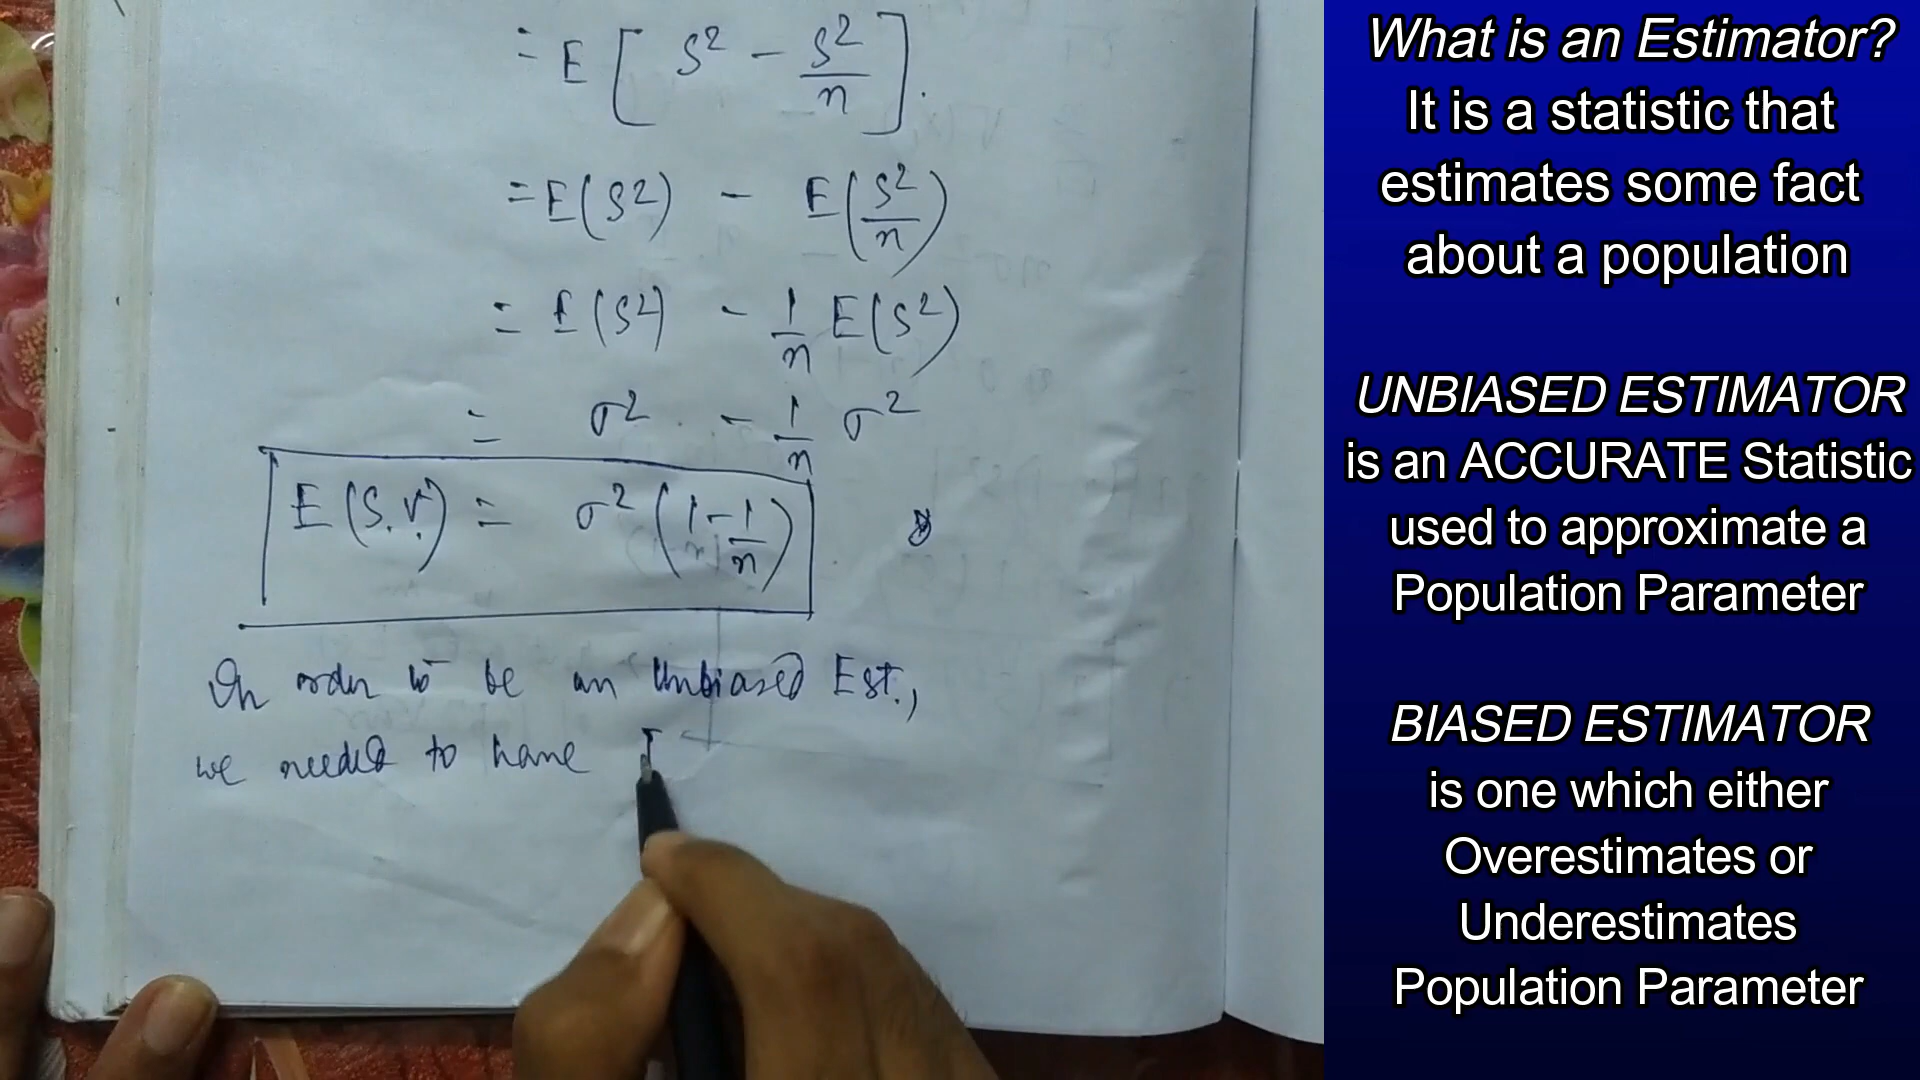 = E [ S² − S²/n ].
= E(S²) − E(S²/n)
= E(S²) − 1/n E(S²)
= σ² − 1/n σ²
E(S.V.) = σ² (1 − 1/n)
In order to be an Unbiased Est.,
we needed to have
What is an Estimator?
It is a statistic that
estimates some fact
about a population
UNBIASED ESTIMATOR
is an ACCURATE Statistic
used to approximate a
Population Parameter
BIASED ESTIMATOR
is one which either
Overestimates or
Underestimates
Population Parameter